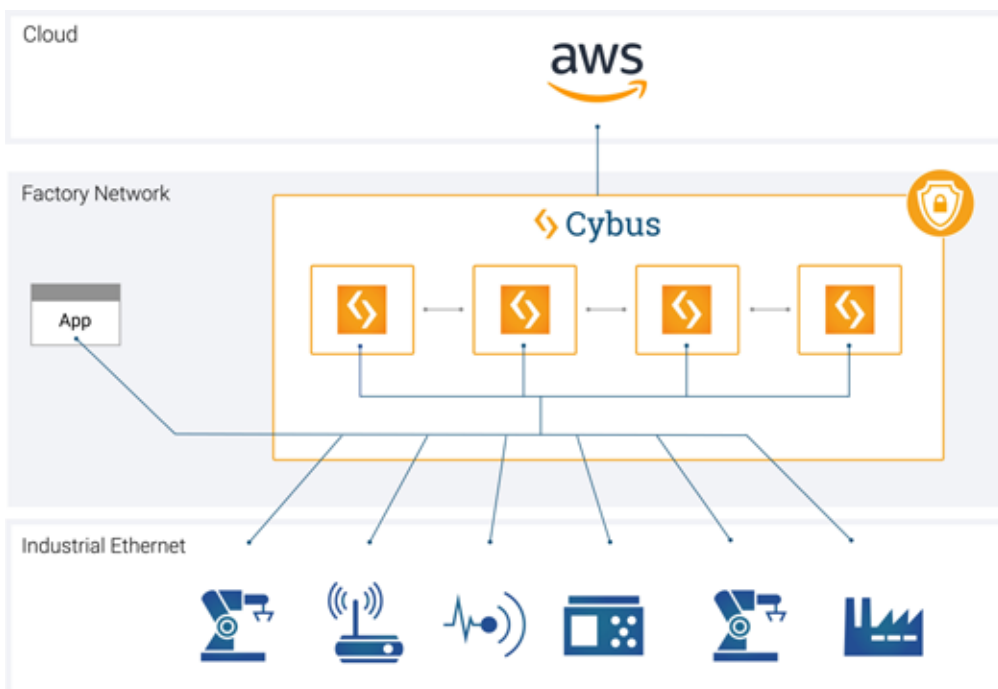 Cloud
aws
Factory Network
Cybus
App
Industrial Ethernet